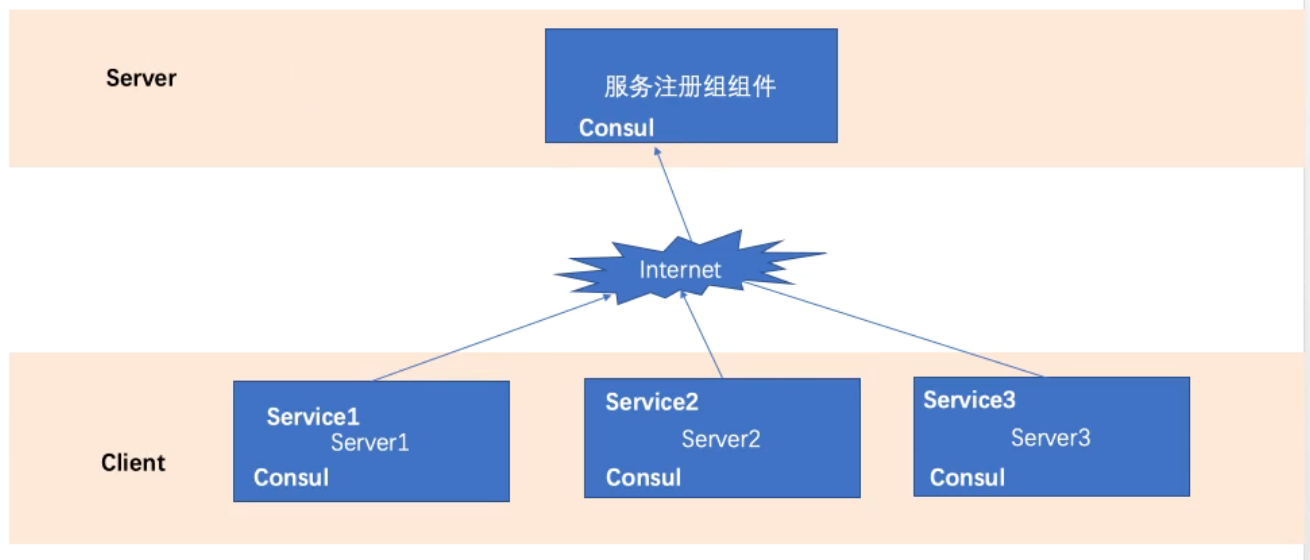 Server
服务注册组组件
Consul
Internet
Service1
Server1
Consul
Service2
Server2
Consul
Service3
Server3
Consul
Client